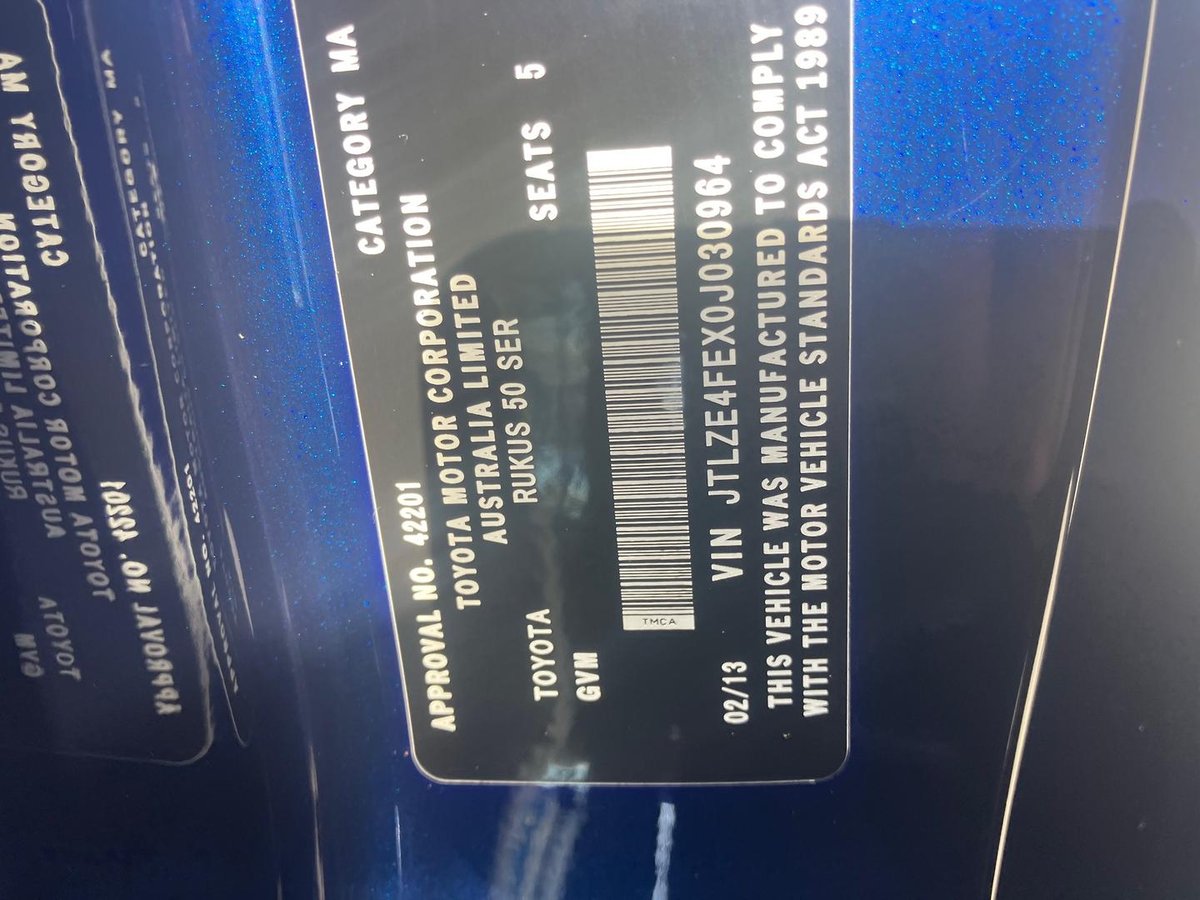 APPROVAL NO. 42201 CATEGORY MA
TOYOTA MOTOR CORPORATION
AUSTRALIA LIMITED
TOYOTA RUKUS 50 SER
GVM SEATS 5
TMCA
VIN JTLZE4FEX0J030964
02/13
THIS VEHICLE WAS MANUFACTURED TO COMPLY
WITH THE MOTOR VEHICLE STANDARDS ACT 1989